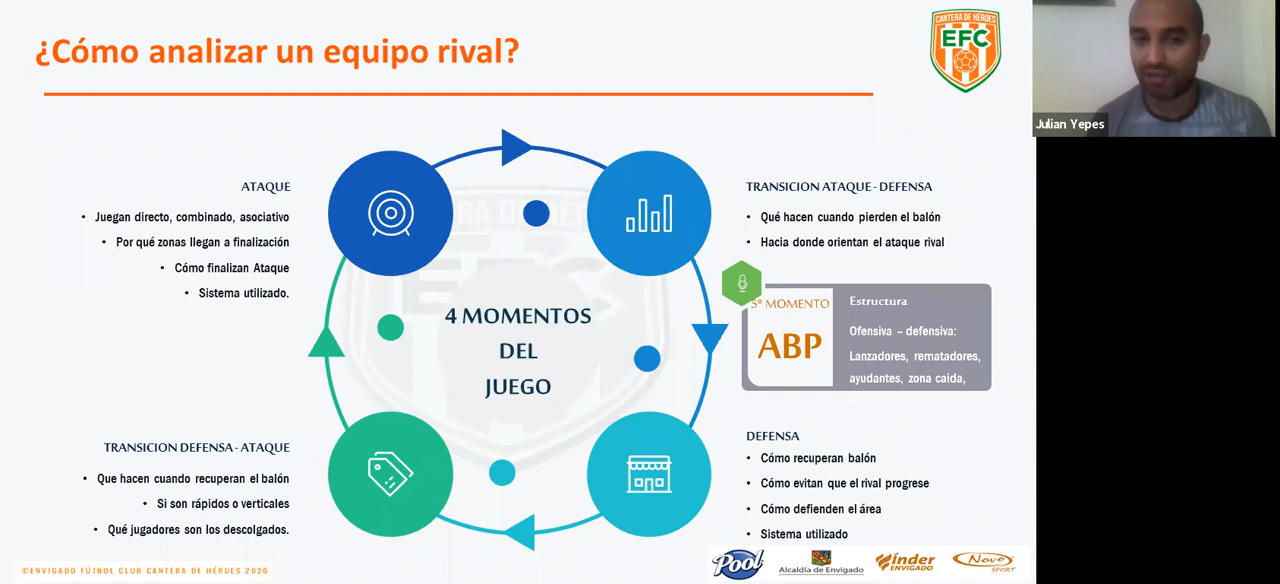 ¿Cómo analizar un equipo rival?
CANTERA DE HÉROES
EFC
Julian Yepes
ATAQUE
• Juegan directo, combinado, asociativo
• Por qué zonas llegan a finalización
• Cómo finalizan Ataque
• Sistema utilizado.
TRANSICION ATAQUE - DEFENSA
• Qué hacen cuando pierden el balón
• Hacia donde orientan el ataque rival
4 MOMENTOS
DEL
JUEGO
5º MOMENTO
ABP
Estructura
Ofensiva – defensiva:
Lanzadores, rematadores,
ayudantes, zona caida,
TRANSICION DEFENSA - ATAQUE
• Que hacen cuando recuperan el balón
• Si son rápidos o verticales
• Qué jugadores son los descolgados.
DEFENSA
• Cómo recuperan balón
• Cómo evitan que el rival progrese
• Cómo defienden el área
• Sistema utilizado
©ENVIGADO FÚTBOL CLUB CANTERA DE HÉROES 2020
Pool
Alcaldía de Envigado
índer
ENVIGADO
Novo
SPORT